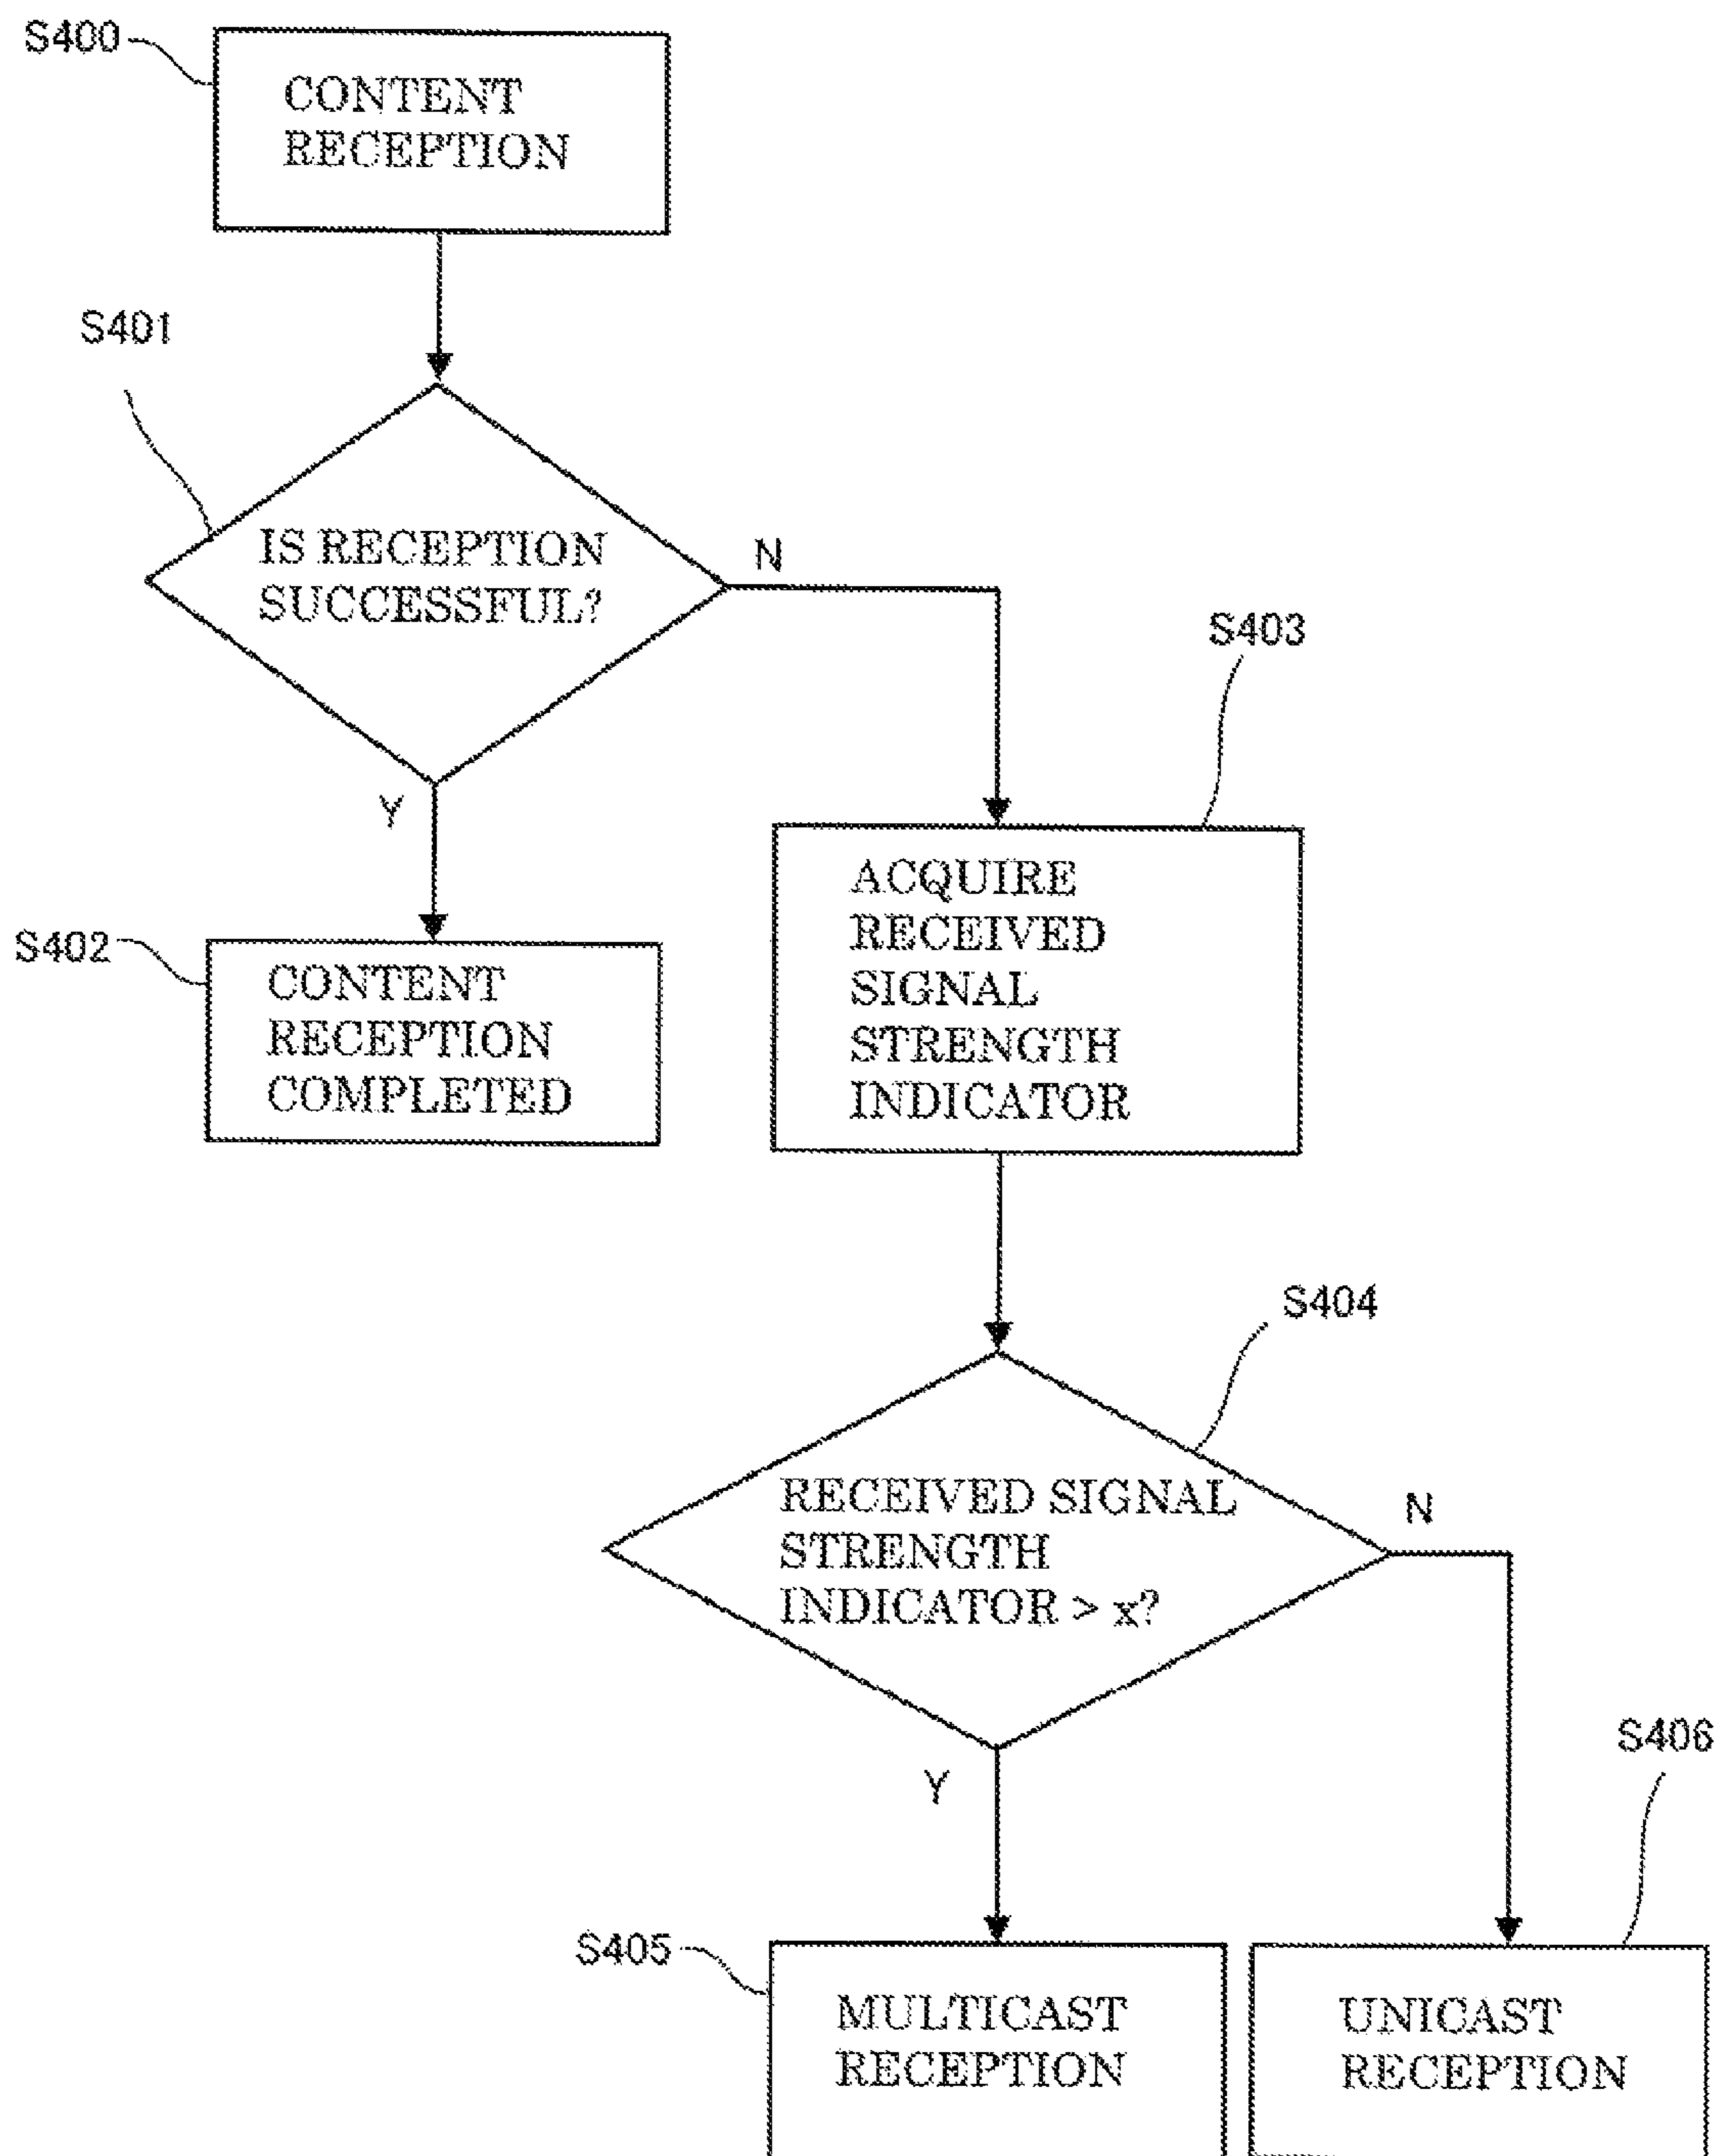 S400
CONTENT
RECEPTION
S401
IS RECEPTION
SUCCESSFUL?
N
Y
S402
CONTENT
RECEPTION
COMPLETED
S403
ACQUIRE
RECEIVED
SIGNAL
STRENGTH
INDICATOR
S404
RECEIVED SIGNAL
STRENGTH
INDICATOR > x?
N
Y
S405
MULTICAST
RECEPTION
S406
UNICAST
RECEPTION